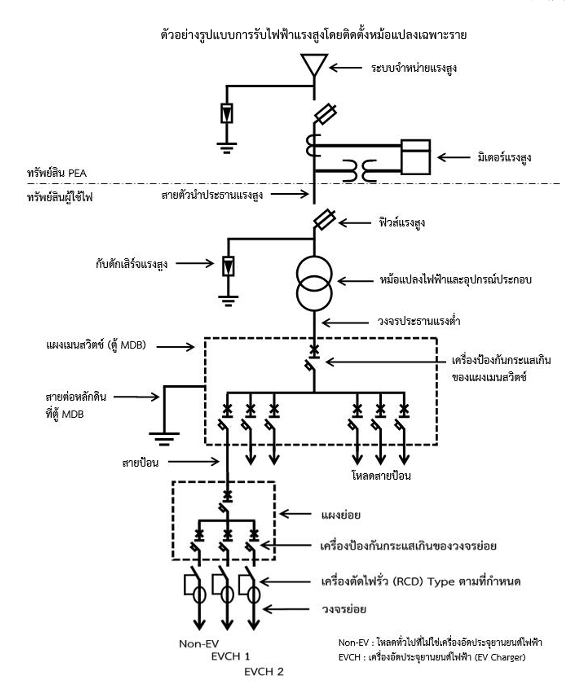 ตัวอย่างรูปแบบการรับไฟฟ้าแรงสูงโดยติดตั้งหม้อแปลงเฉพาะราย
ระบบจำหน่ายแรงสูง
มิเตอร์แรงสูง
ทรัพย์สิน PEA
ทรัพย์สินผู้ใช้ไฟ
สายตัวนำประธานแรงสูง
ฟิวส์แรงสูง
กับดักเสิร์จแรงสูง
หม้อแปลงไฟฟ้าและอุปกรณ์ประกอบ
วงจรประธานแรงต่ำ
แผงเมนสวิตช์ (ตู้ MDB)
เครื่องป้องกันกระแสเกิน
ของแผงเมนสวิตช์
สายต่อหลักดิน
ที่ตู้ MDB
สายป้อน
โหลดสายป้อน
แผงย่อย
เครื่องป้องกันกระแสเกินของวงจรย่อย
เครื่องตัดไฟรั่ว (RCD) Type ตามที่กำหนด
วงจรย่อย
Non-EV
EVCH 1
EVCH 2
Non-EV : โหลดทั่วไปที่ไม่ใช่เครื่องอัดประจุยานยนต์ไฟฟ้า
EVCH : เครื่องอัดประจุยานยนต์ไฟฟ้า (EV Charger)